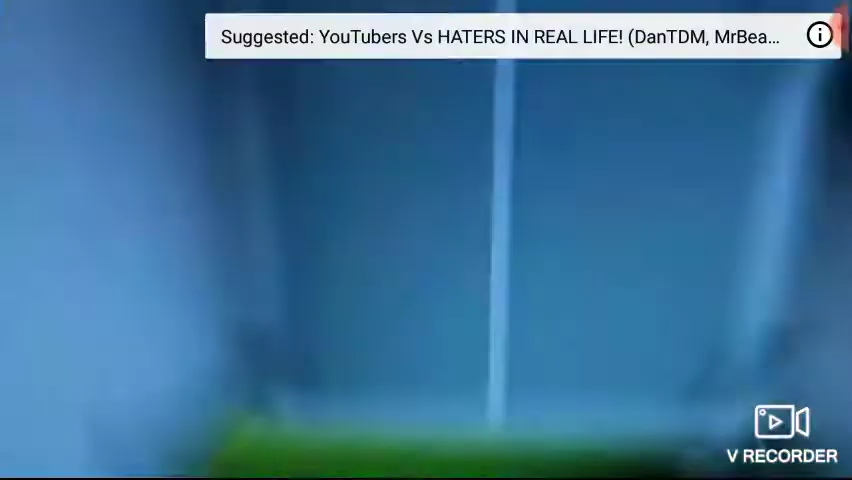 Suggested: YouTubers Vs HATERS IN REAL LIFE! (DanTDM, MrBea...
V RECORDER